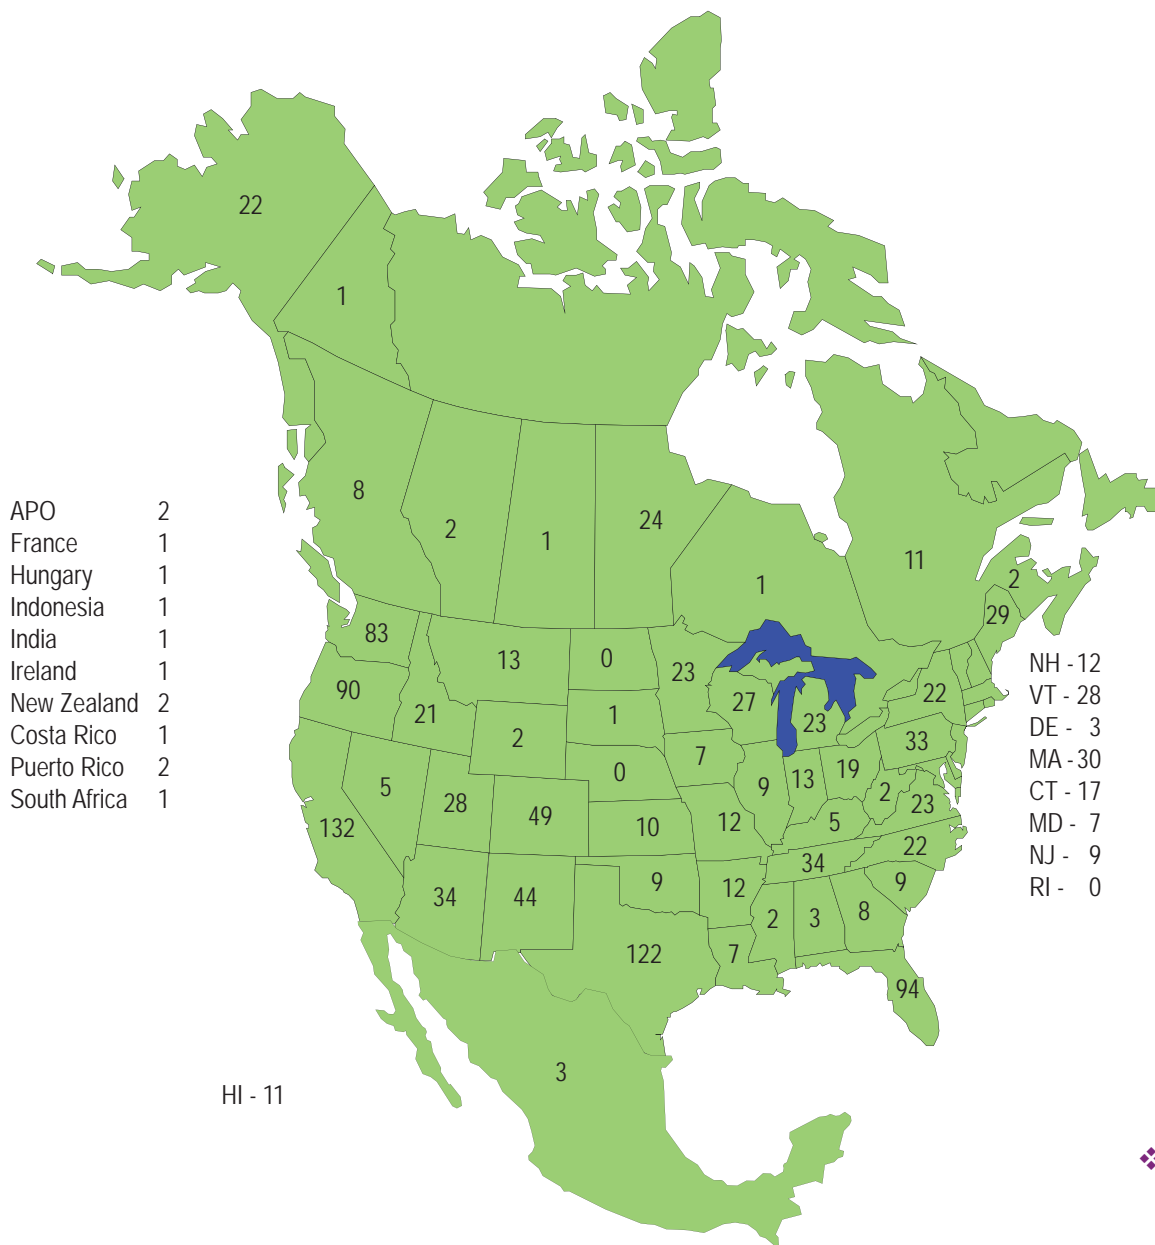 22
1
8
2
1
24
1
11
2
29
APO 2
France 1
Hungary 1
Indonesia 1
India 1
Ireland 1
New Zealand 2
Costa Rico 1
Puerto Rico 2
South Africa 1
83
13
0
23
90
21
2
1
27
23
22
33
0
7
5
28
49
10
12
9
13
19
2
23
5
22
132
34
34
44
9
12
9
2
3
8
122
7
94
NH - 12
VT - 28
DE - 3
MA - 30
CT - 17
MD - 7
NJ - 9
RI - 0
3
HI - 11